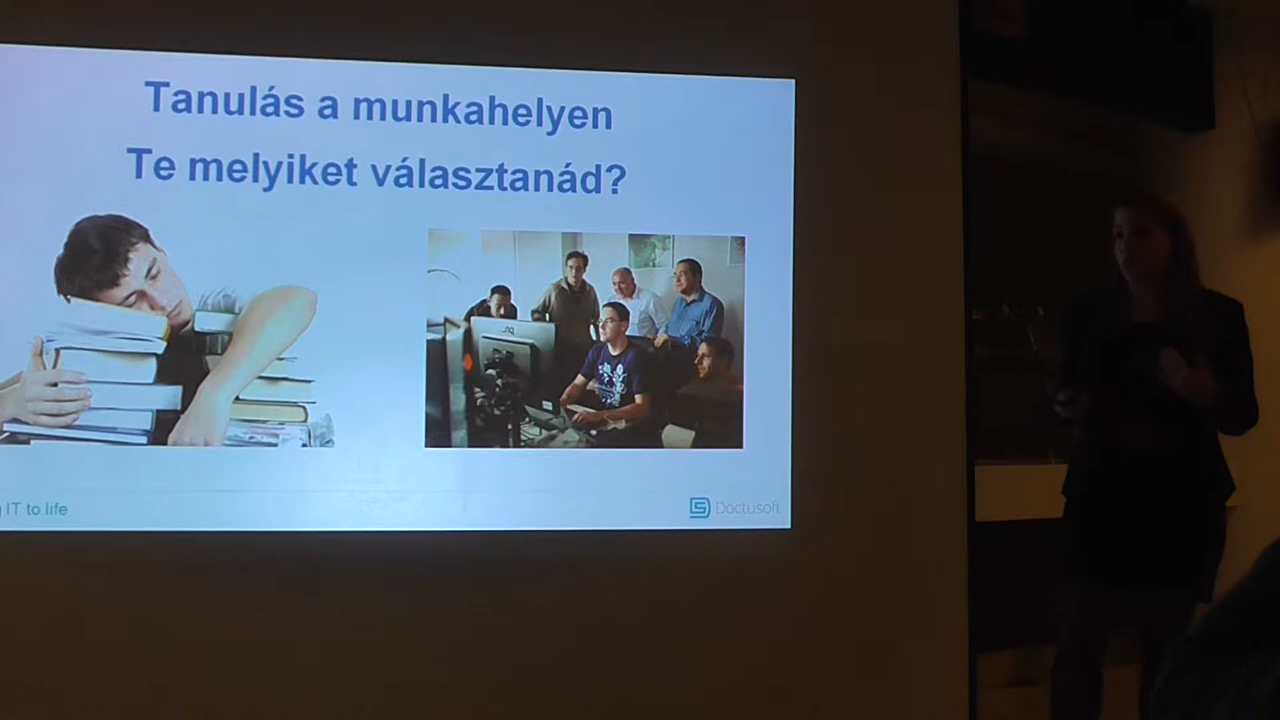 Tanulás a munkahelyen
Te melyiket választanád?
IT to life
Doctusoft